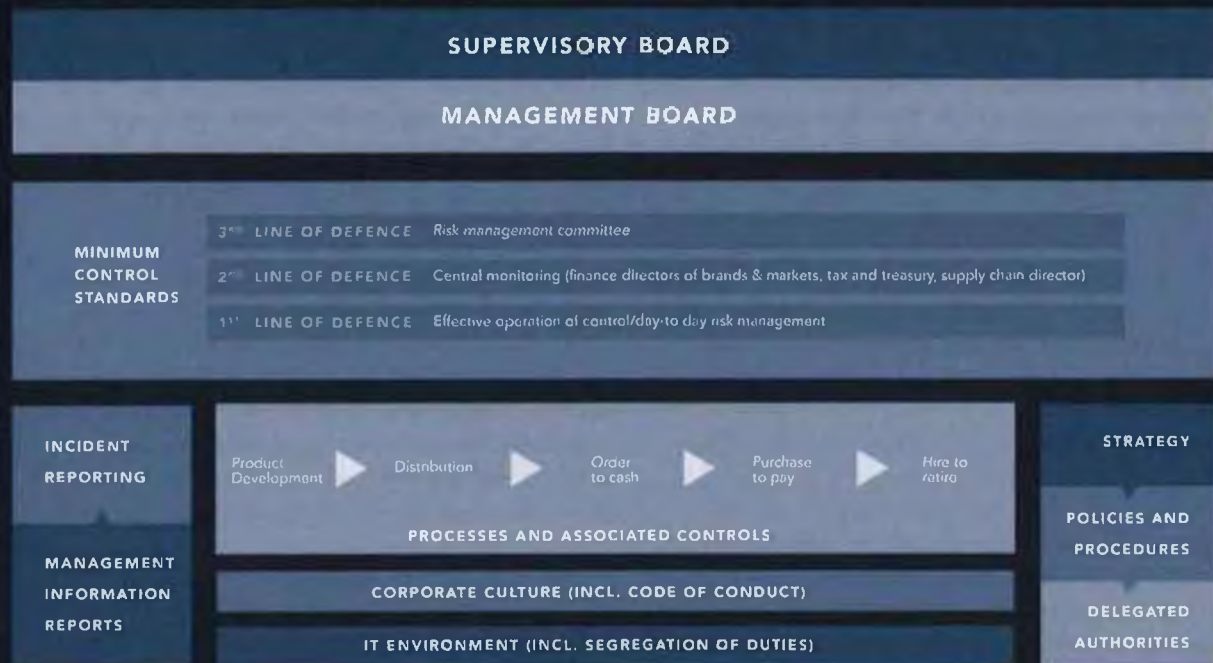 SUPERVISORY BOARD
MANAGEMENT BOARD
MINIMUM
CONTROL
STANDARDS
3RD LINE OF DEFENCE Risk management committee
2ND LINE OF DEFENCE Central monitoring (finance directors of brands & markets, tax and treasury, supply chain director)
1ST LINE OF DEFENCE Effective operation of control/day-to day risk management
INCIDENT
REPORTING
MANAGEMENT
INFORMATION
REPORTS
Product
Development
Distribution
Order
to cash
Purchase
to pay
Hire to
retire
PROCESSES AND ASSOCIATED CONTROLS
CORPORATE CULTURE (INCL. CODE OF CONDUCT)
IT ENVIRONMENT (INCL. SEGREGATION OF DUTIES)
STRATEGY
POLICIES AND
PROCEDURES
DELEGATED
AUTHORITIES